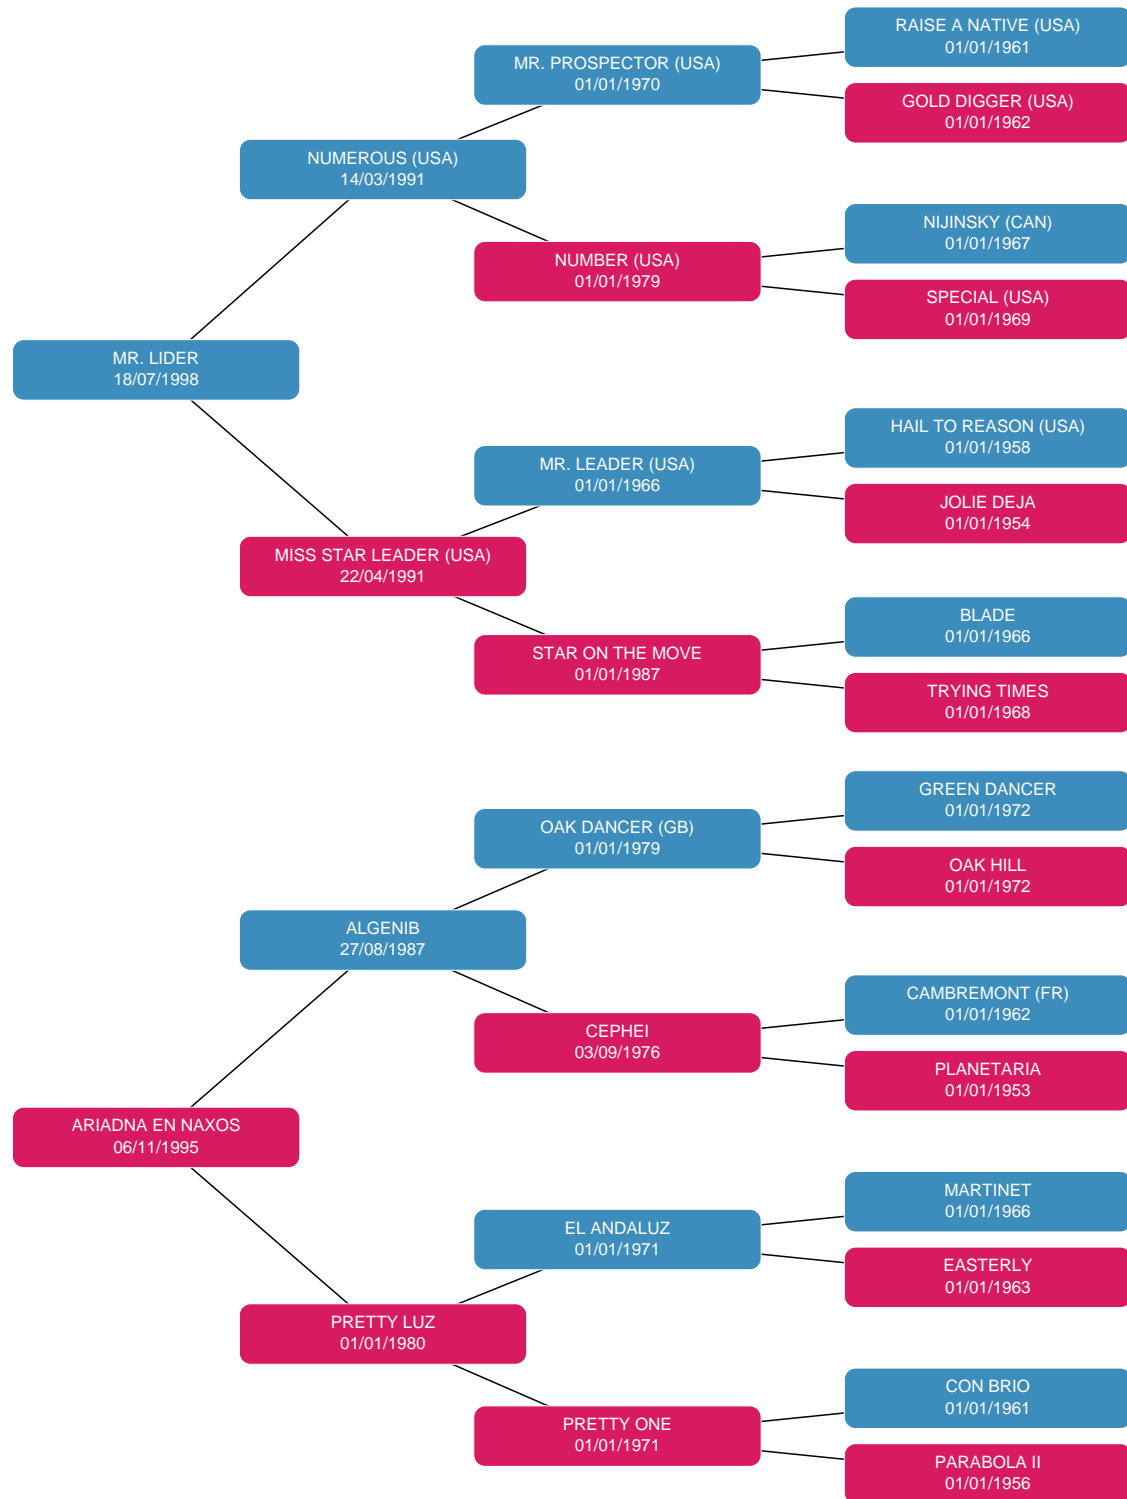 RAISE A NATIVE (USA)
01/01/1961
MR. PROSPECTOR (USA)
01/01/1970
GOLD DIGGER (USA)
01/01/1962
NUMEROUS (USA)
14/03/1991
NIJINSKY (CAN)
01/01/1967
NUMBER (USA)
01/01/1979
SPECIAL (USA)
01/01/1969
MR. LIDER
18/07/1998
HAIL TO REASON (USA)
01/01/1958
MR. LEADER (USA)
01/01/1966
JOLIE DEJA
01/01/1954
MISS STAR LEADER (USA)
22/04/1991
BLADE
01/01/1966
STAR ON THE MOVE
01/01/1987
TRYING TIMES
01/01/1968
GREEN DANCER
01/01/1972
OAK DANCER (GB)
01/01/1979
OAK HILL
01/01/1972
ALGENIB
27/08/1987
CAMBREMONT (FR)
01/01/1962
CEPHEI
03/09/1976
PLANETARIA
01/01/1953
ARIADNA EN NAXOS
06/11/1995
MARTINET
01/01/1966
EL ANDALUZ
01/01/1971
EASTERLY
01/01/1963
PRETTY LUZ
01/01/1980
CON BRIO
01/01/1961
PRETTY ONE
01/01/1971
PARABOLA II
01/01/1956